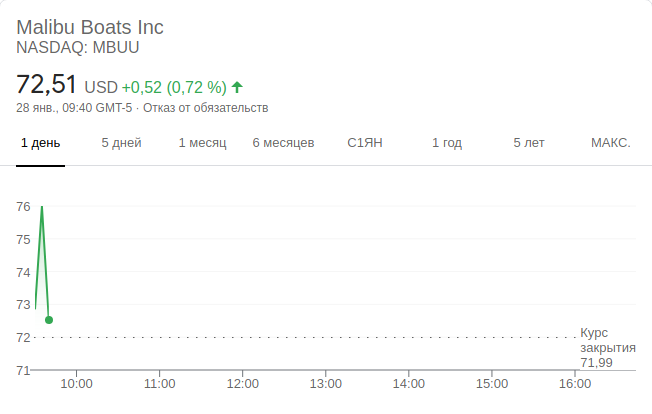 Malibu Boats Inc
NASDAQ: MBUU
72,51 USD +0,52 (0,72 %)
28 янв., 09:40 GMT-5 · Отказ от обязательств
1 день 5 дней 1 месяц 6 месяцев С1ЯН 1 год 5 лет МАКС.
76
75
74
73
72
Курс
закрытия
71,99
71
10:00 11:00 12:00 13:00 14:00 15:00 16:00